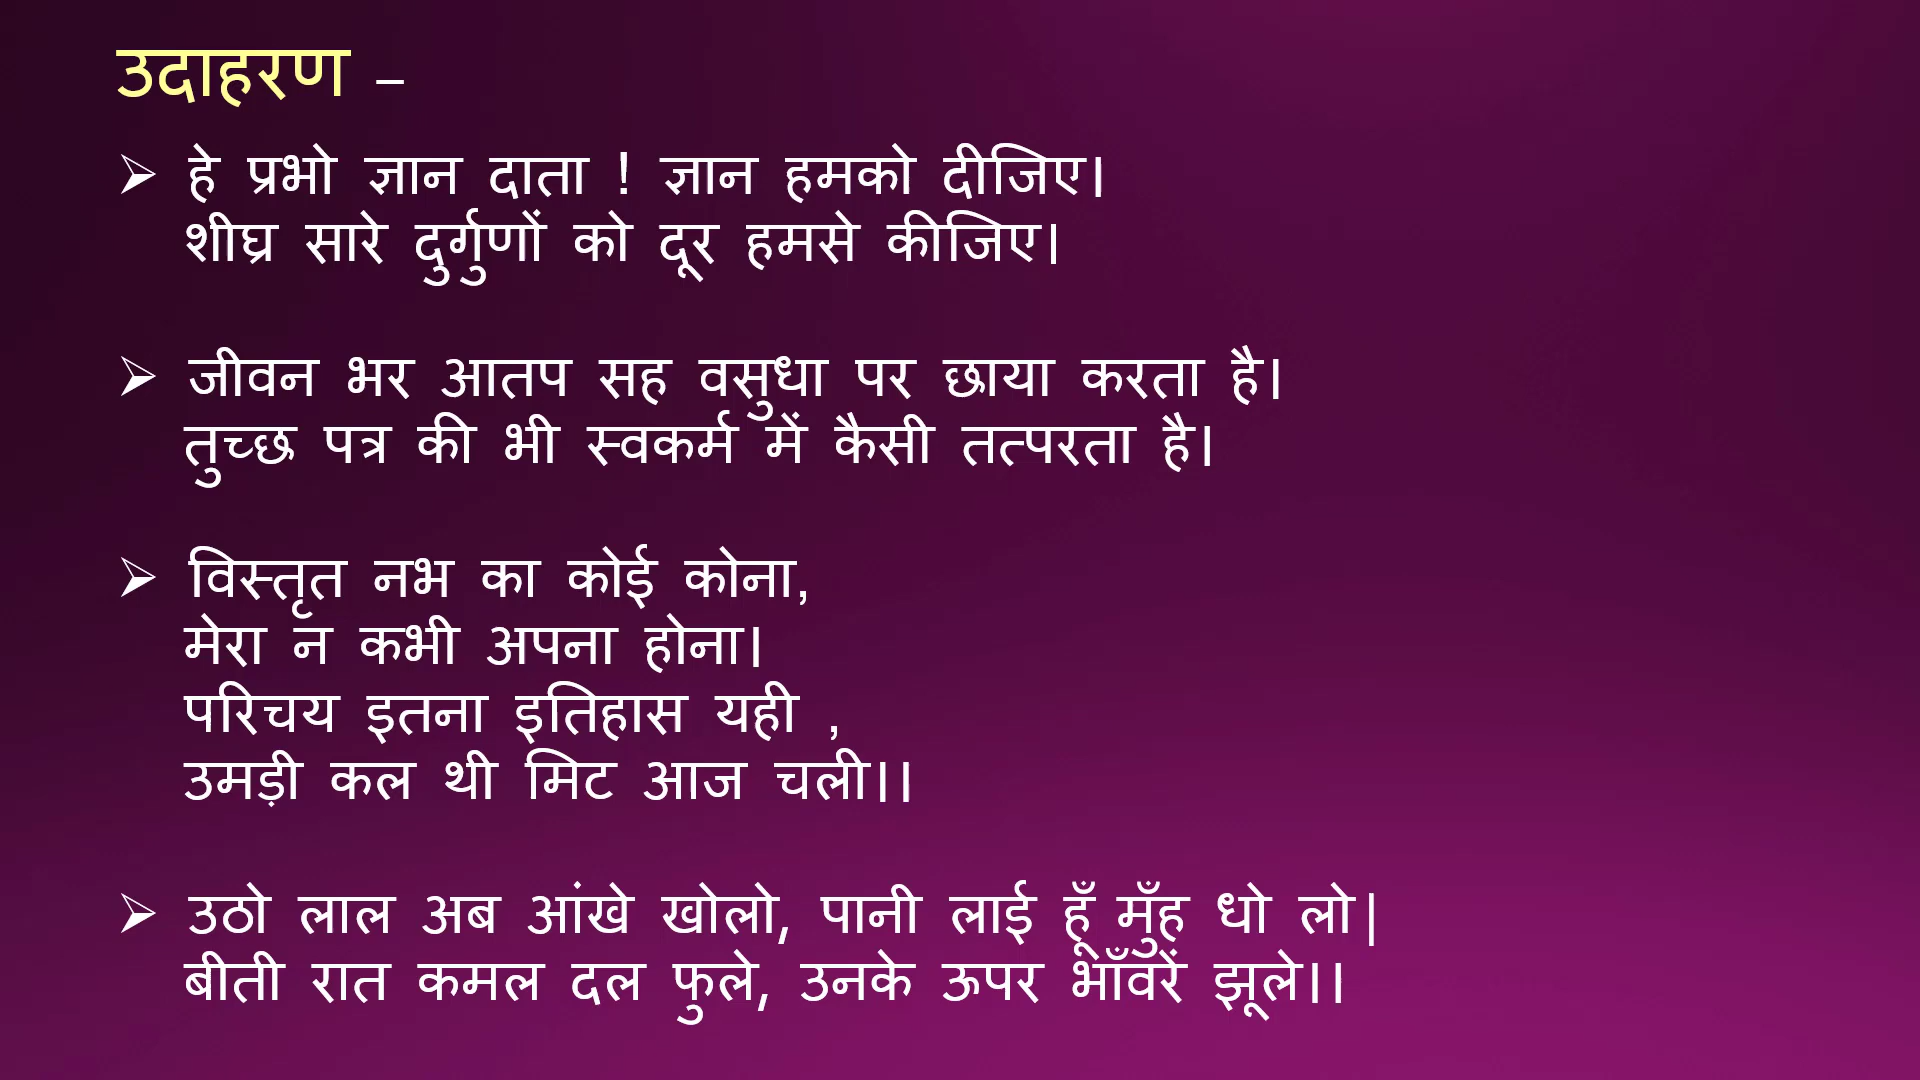 उदाहरण –
➢ हे प्रभो ज्ञान दाता ! ज्ञान हमको दीजिए।
शीघ्र सारे दुर्गुणों को दूर हमसे कीजिए।
➢ जीवन भर आतप सह वसुधा पर छाया करता है।
तुच्छ पत्र की भी स्वकर्म में कैसी तत्परता है।
➢ विस्तृत नभ का कोई कोना,
मेरा न कभी अपना होना।
परिचय इतना इतिहास यही ,
उमड़ी कल थी मिट आज चली।।
➢ उठो लाल अब आंखे खोलो, पानी लाई हूँ मुँह धो लो|
बीती रात कमल दल फुले, उनके ऊपर भाँवरें झूले।।